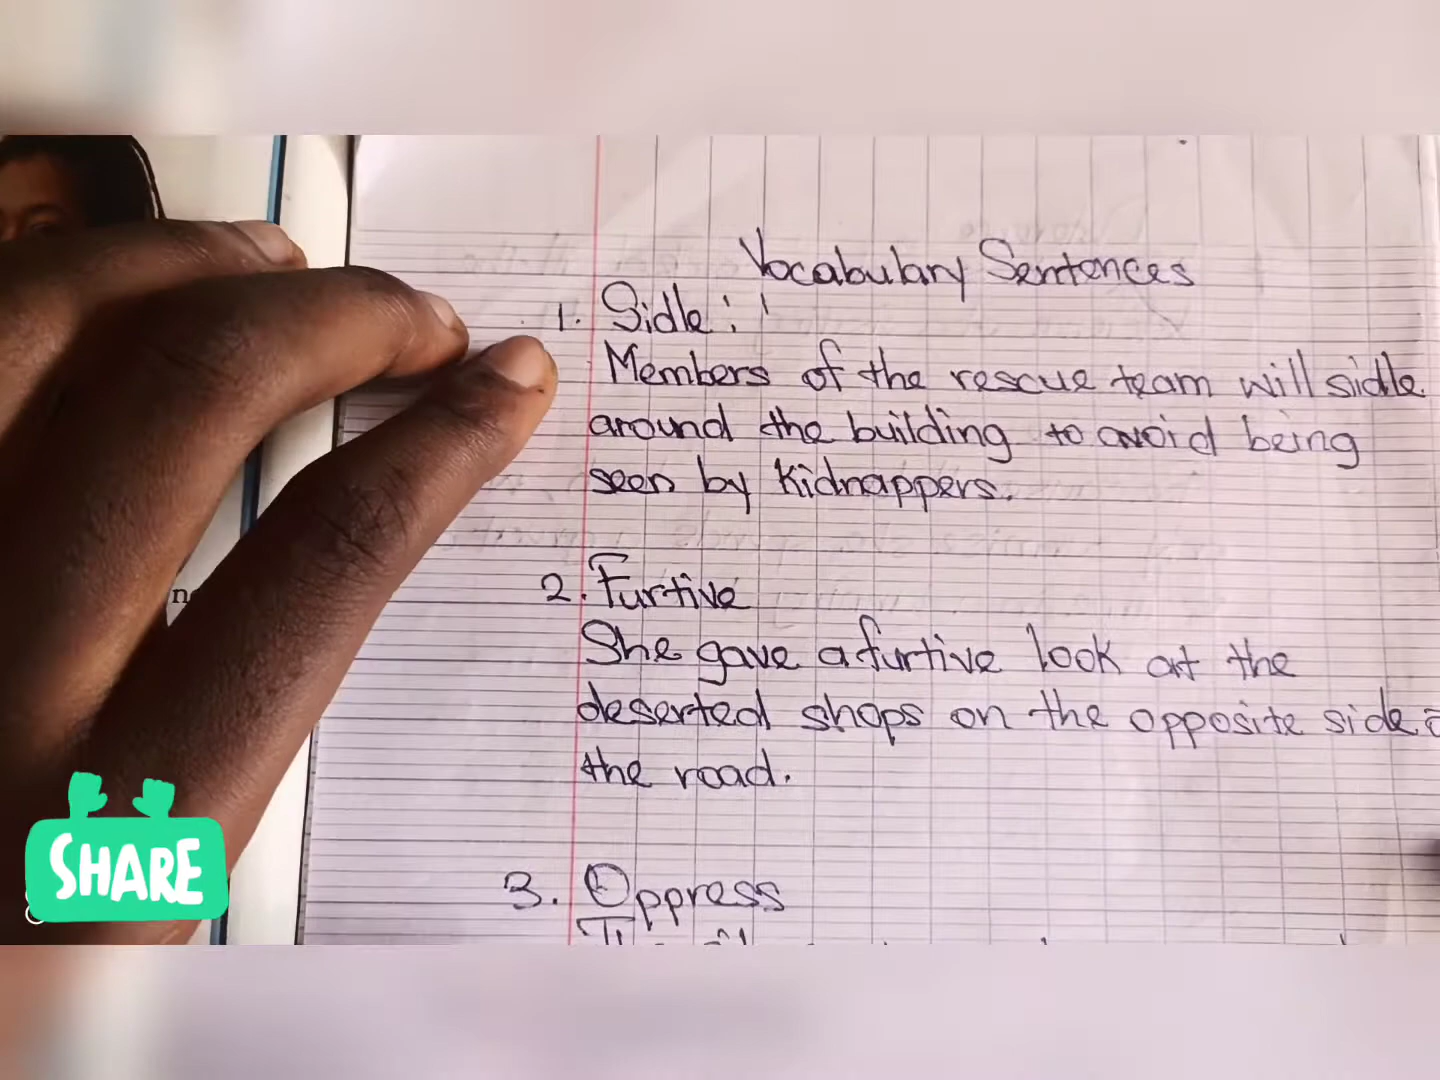 Vocabulary Sentences
1. Sidle :
Members of the rescue team will sidle
around the building to avoid being
seen by kidnappers.
2. Furtive
She gave a furtive look at the
deserted shops on the opposite side
the road.
3. Oppress
SHARE